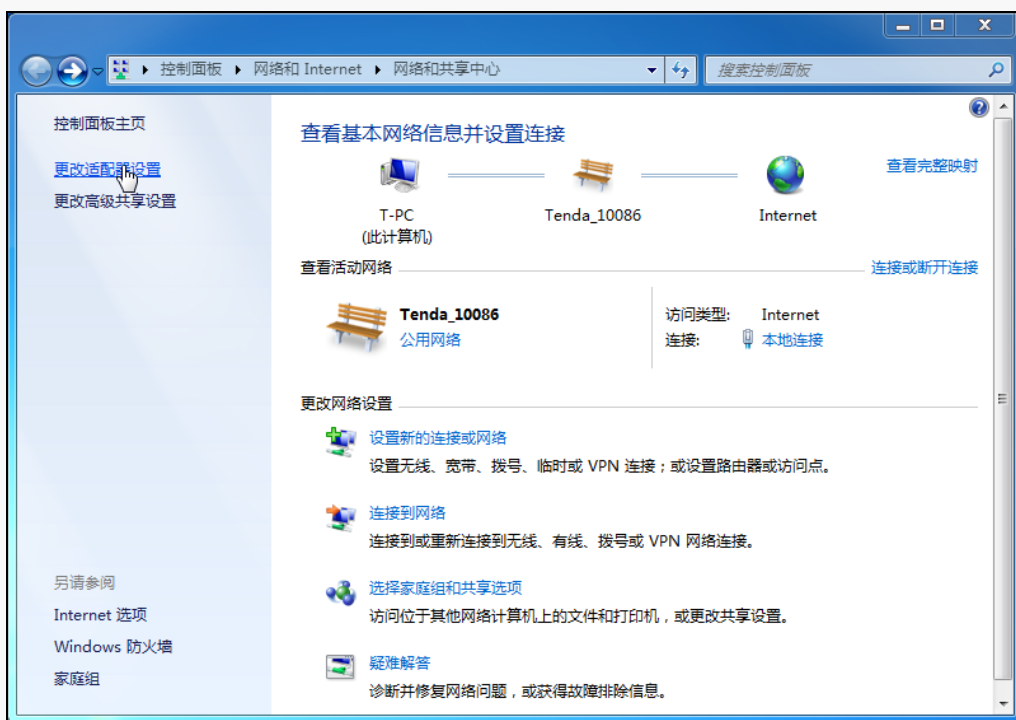 控制面板 网络和 Internet 网络和共享中心 搜索控制面板
控制面板主页
更改适配器设置
更改高级共享设置
另请参阅
Internet 选项
Windows 防火墙
家庭组
查看基本网络信息并设置连接
查看完整映射
T-PC Tenda_10086 Internet
(此计算机)
查看活动网络 连接或断开连接
Tenda_10086
公用网络
访问类型: Internet
连接: 本地连接
更改网络设置
设置新的连接或网络
设置无线、宽带、拨号、临时或 VPN 连接；或设置路由器或访问点。
连接到网络
连接到或重新连接到无线、有线、拨号或 VPN 网络连接。
选择家庭组和共享选项
访问位于其他网络计算机上的文件和打印机，或更改共享设置。
疑难解答
诊断并修复网络问题，或获得故障排除信息。